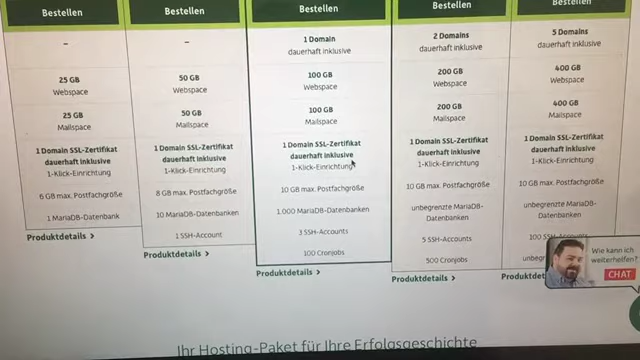 Bestellen
–
25 GB
Webspace
25 GB
Mailspace
1 Domain SSL-Zertifikat
dauerhaft inklusive
1-Klick-Einrichtung
6 GB max. Postfachgröße
1 MariaDB-Datenbank
Produktdetails >
Bestellen
–
50 GB
Webspace
50 GB
Mailspace
1 Domain SSL-Zertifikat
dauerhaft inklusive
1-Klick-Einrichtung
8 GB max. Postfachgröße
10 MariaDB-Datenbanken
1 SSH-Account
Produktdetails >
Bestellen
1 Domain
dauerhaft inklusive
100 GB
Webspace
100 GB
Mailspace
1 Domain SSL-Zertifikat
dauerhaft inklusive
1-Klick-Einrichtung
10 GB max. Postfachgröße
1.000 MariaDB-Datenbanken
3 SSH-Accounts
100 Cronjobs
Produktdetails >
Bestellen
2 Domains
dauerhaft inklusive
200 GB
Webspace
200 GB
Mailspace
1 Domain SSL-Zertifikat
dauerhaft inklusive
1-Klick-Einrichtung
10 GB max. Postfachgröße
unbegrenzte MariaDB-
Datenbanken
5 SSH-Accounts
500 Cronjobs
Produktdetails >
Bestellen
5 Domains
dauerhaft inklusive
400 GB
Webspace
400 GB
Mailspace
1 Domain SSL-Zertifikat
dauerhaft inklusive
1-Klick-Einrichtung
10 GB max. Postfachgröße
unbegrenzte MariaDB-
Datenbanken
100 SSH-Accounts
unbegr
Produktdet
Wie kann ich
weiterhelfen?
CHAT
Ihr Hosting-Paket für Ihre Erfolgsgeschichte